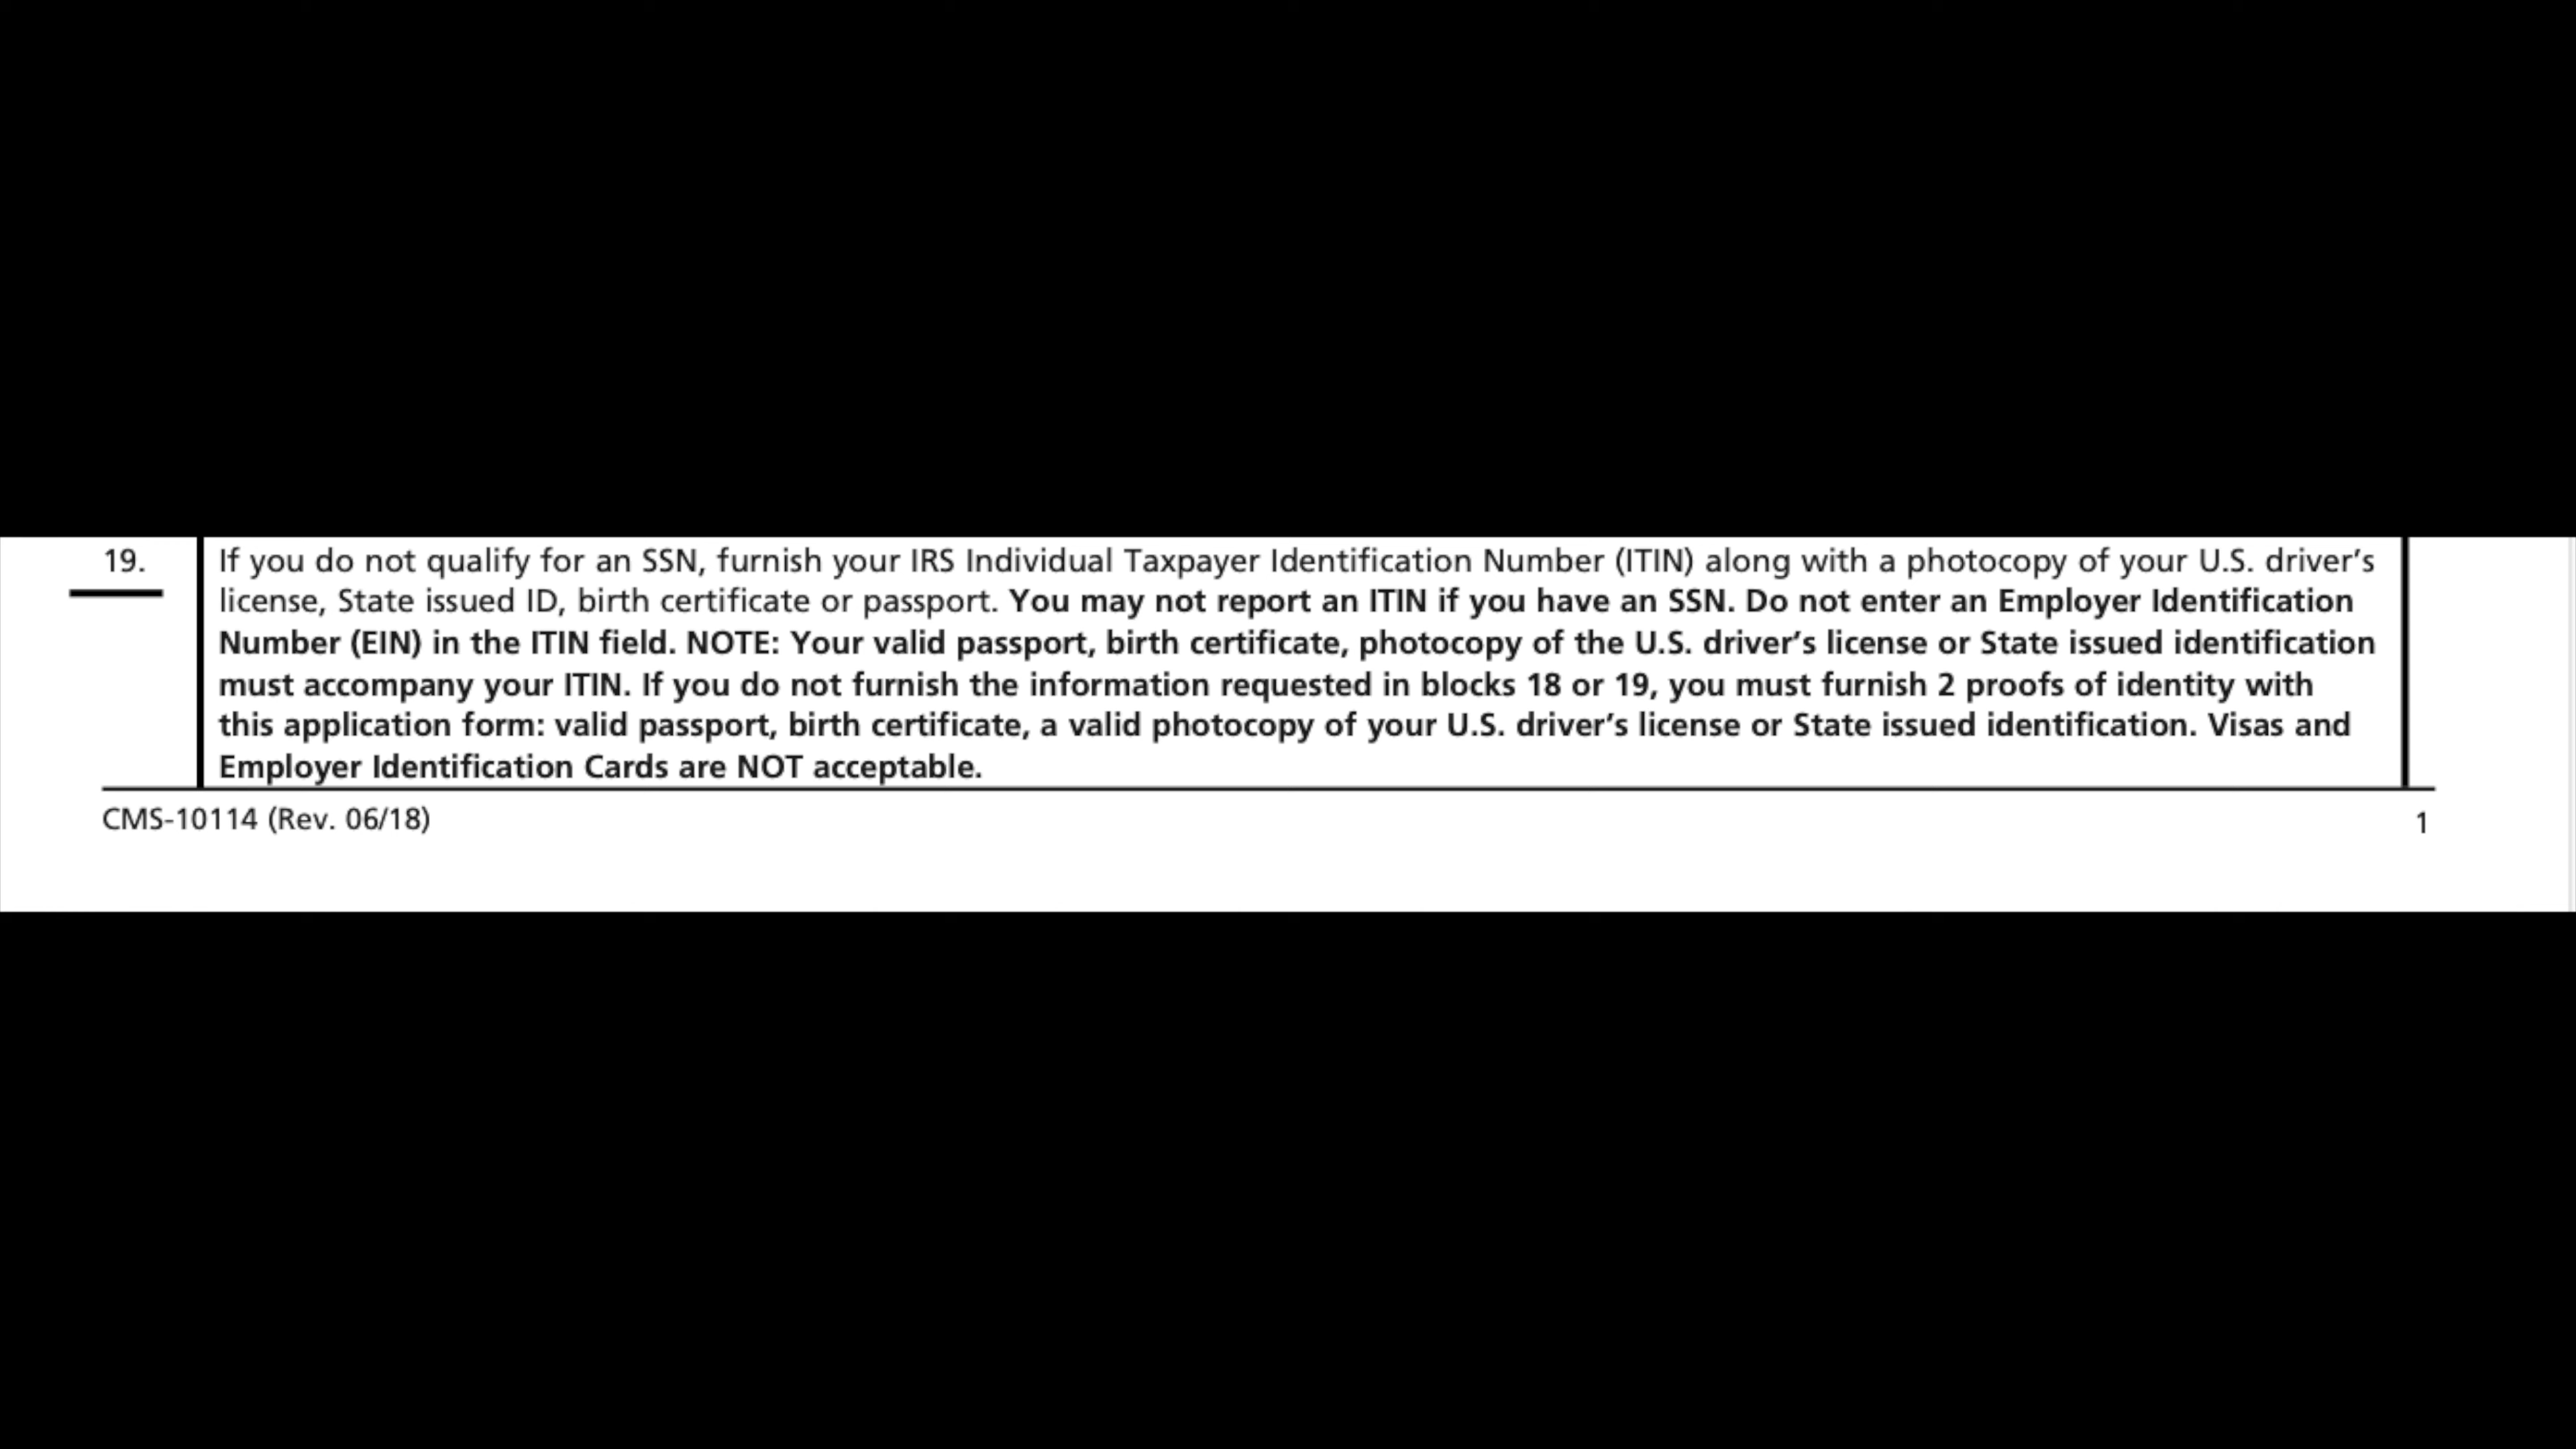 19.
If you do not qualify for an SSN, furnish your IRS Individual Taxpayer Identification Number (ITIN) along with a photocopy of your U.S. driver’s
license, State issued ID, birth certificate or passport. You may not report an ITIN if you have an SSN. Do not enter an Employer Identification
Number (EIN) in the ITIN field. NOTE: Your valid passport, birth certificate, photocopy of the U.S. driver’s license or State issued identification
must accompany your ITIN. If you do not furnish the information requested in blocks 18 or 19, you must furnish 2 proofs of identity with
this application form: valid passport, birth certificate, a valid photocopy of your U.S. driver’s license or State issued identification. Visas and
Employer Identification Cards are NOT acceptable.
CMS-10114 (Rev. 06/18)
1